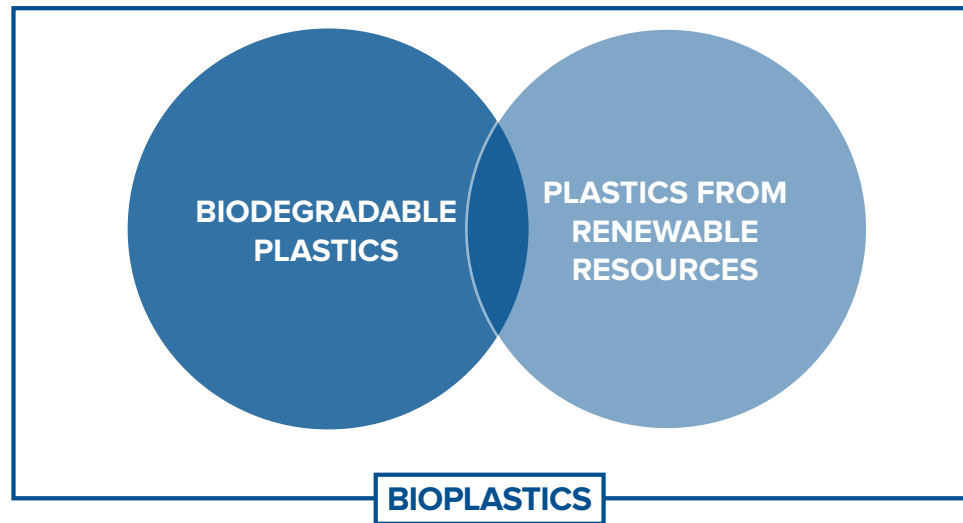 BIODEGRADABLE
PLASTICS
PLASTICS FROM
RENEWABLE
RESOURCES
BIOPLASTICS